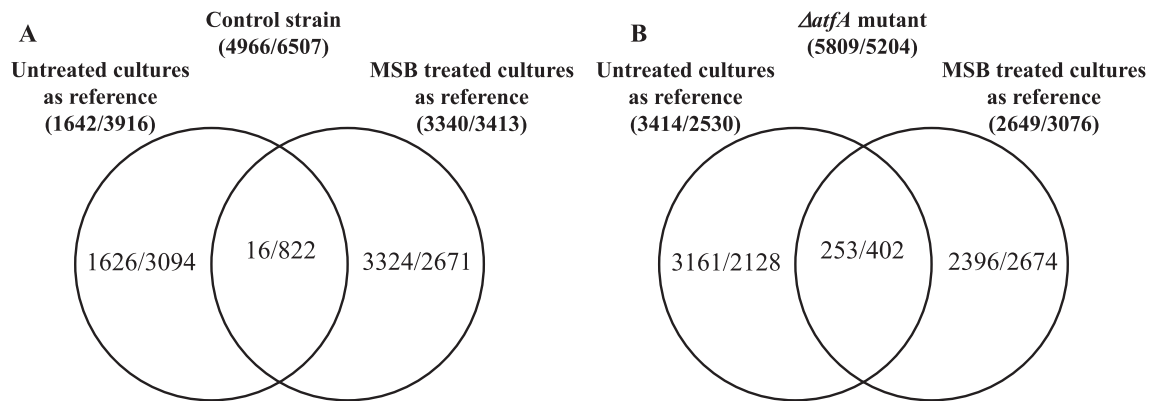 A
Control strain
(4966/6507)
Untreated cultures
as reference
(1642/3916)
MSB treated cultures
as reference
(3340/3413)
1626/3094
16/822
3324/2671
B
ΔatfA mutant
(5809/5204)
Untreated cultures
as reference
(3414/2530)
MSB treated cultures
as reference
(2649/3076)
3161/2128
253/402
2396/2674